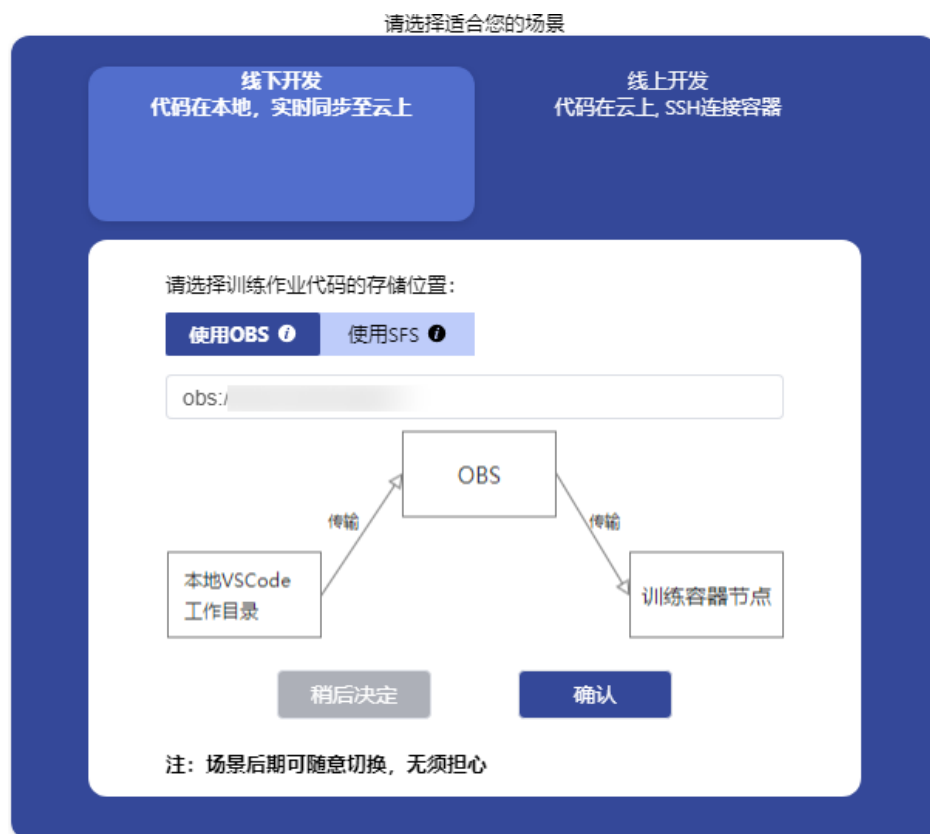 请选择适合您的场景
线下开发
代码在本地，实时同步至云上
线上开发
代码在云上, SSH连接容器
请选择训练作业代码的存储位置：
使用OBS
使用SFS
obs:/
OBS
传输
传输
本地VSCode
工作目录
训练容器节点
稍后决定
确认
注：场景后期可随意切换，无须担心